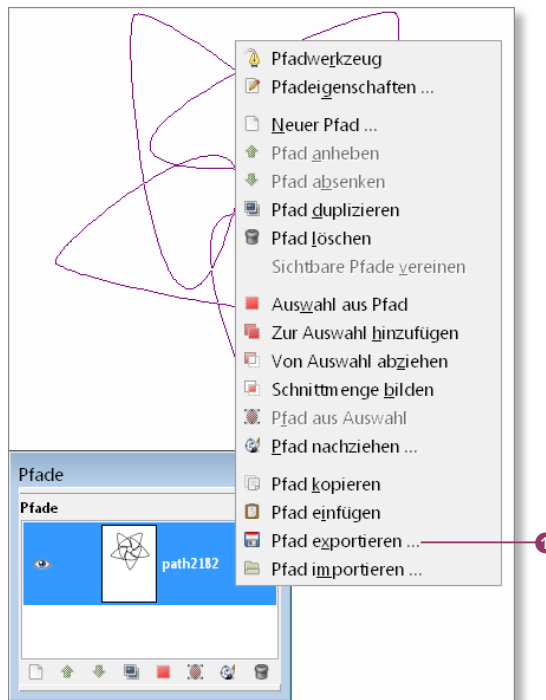 Pfadwerkzeug
Pfadeigenschaften ...
Neuer Pfad ...
Pfad anheben
Pfad absenken
Pfad duplizieren
Pfad löschen
Sichtbare Pfade vereinen
Auswahl aus Pfad
Zur Auswahl hinzufügen
Von Auswahl abziehen
Schnittmenge bilden
Pfad aus Auswahl
Pfad nachziehen ...
Pfad kopieren
Pfad einfügen
Pfad exportieren ...
1
Pfad importieren ...
Pfade
Pfade
path2182